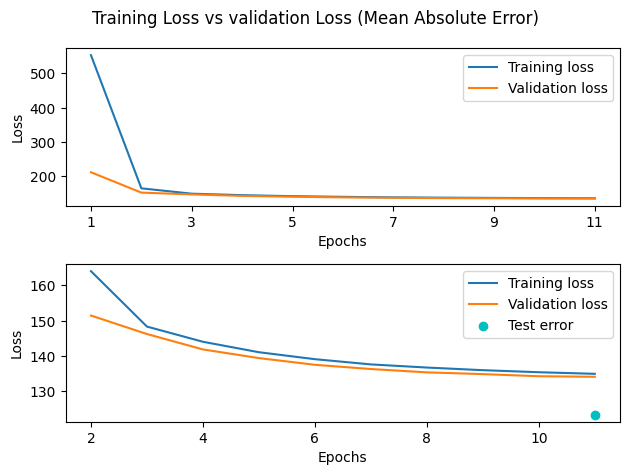 Training Loss vs validation Loss (Mean Absolute Error)
500
400
300
200
Loss
Training loss
Validation loss
1 3 5 7 9 11
Epochs
160
150
140
130
Loss
Training loss
Validation loss
Test error
2 4 6 8 10
Epochs